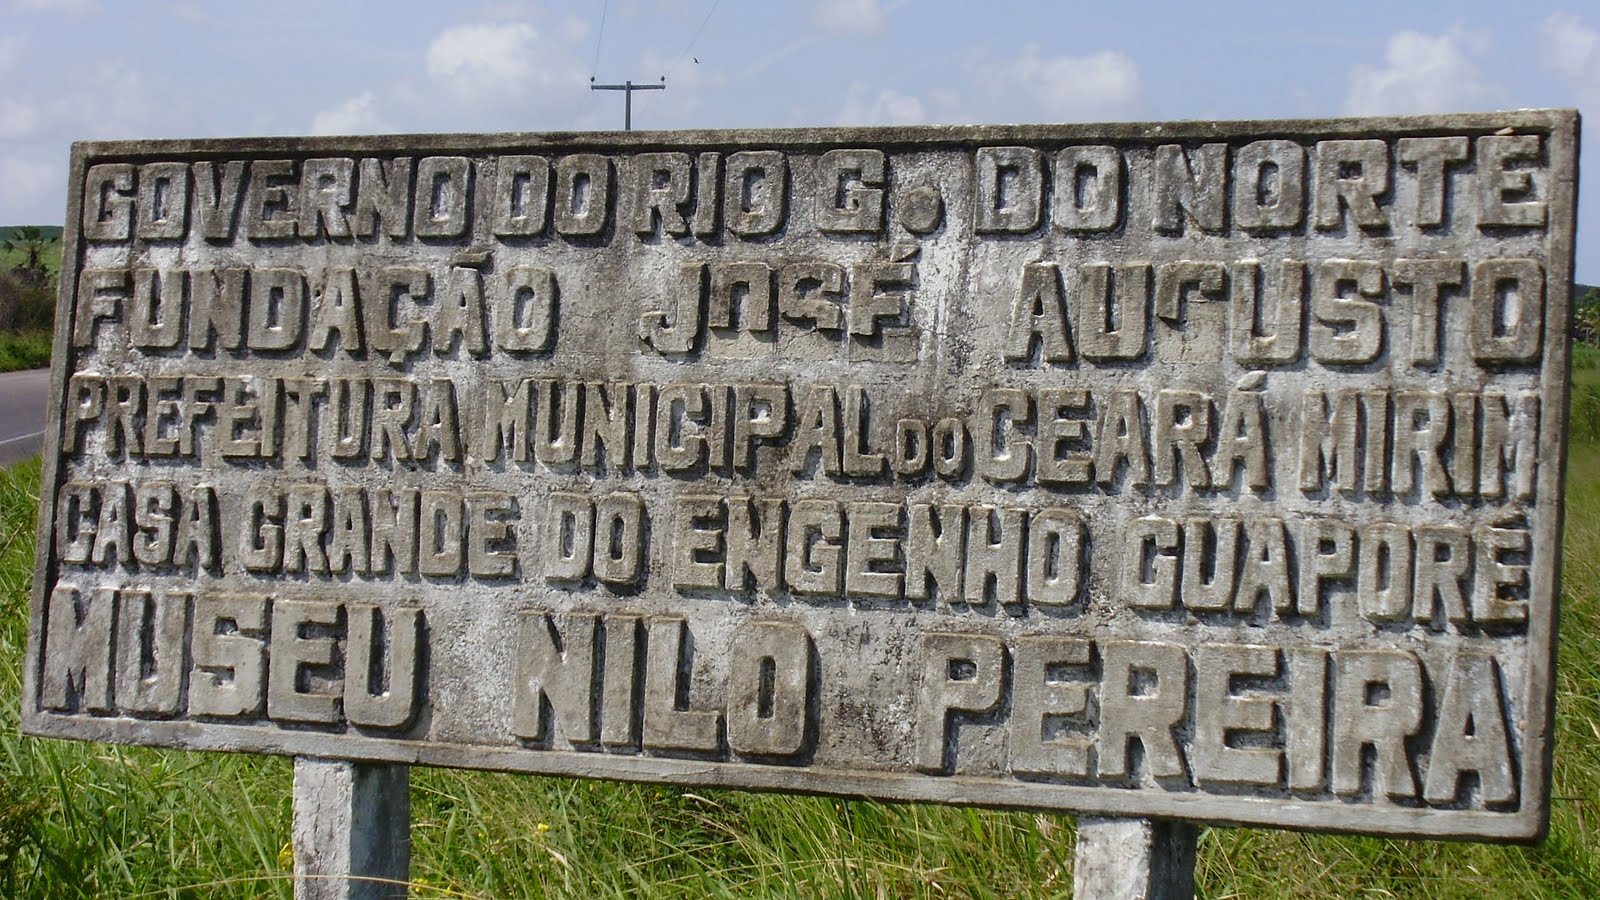 GOVERNO DO RIO G. DO NORTE
FUNDAÇÃO JOSÉ AUGUSTO
PREFEITURA MUNICIPAL DO CEARÁ MIRIM
CASA GRANDE DO ENGENHO GUAPORÉ
MUSEU NILO PEREIRA